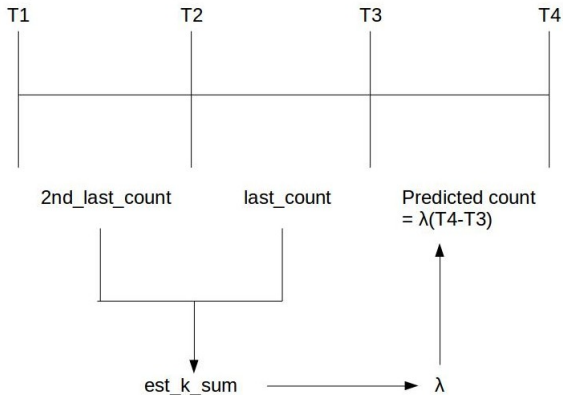 T1 T2 T3 T4
2nd_last_count last_count Predicted count
= λ(T4-T3)
est_k_sum λ